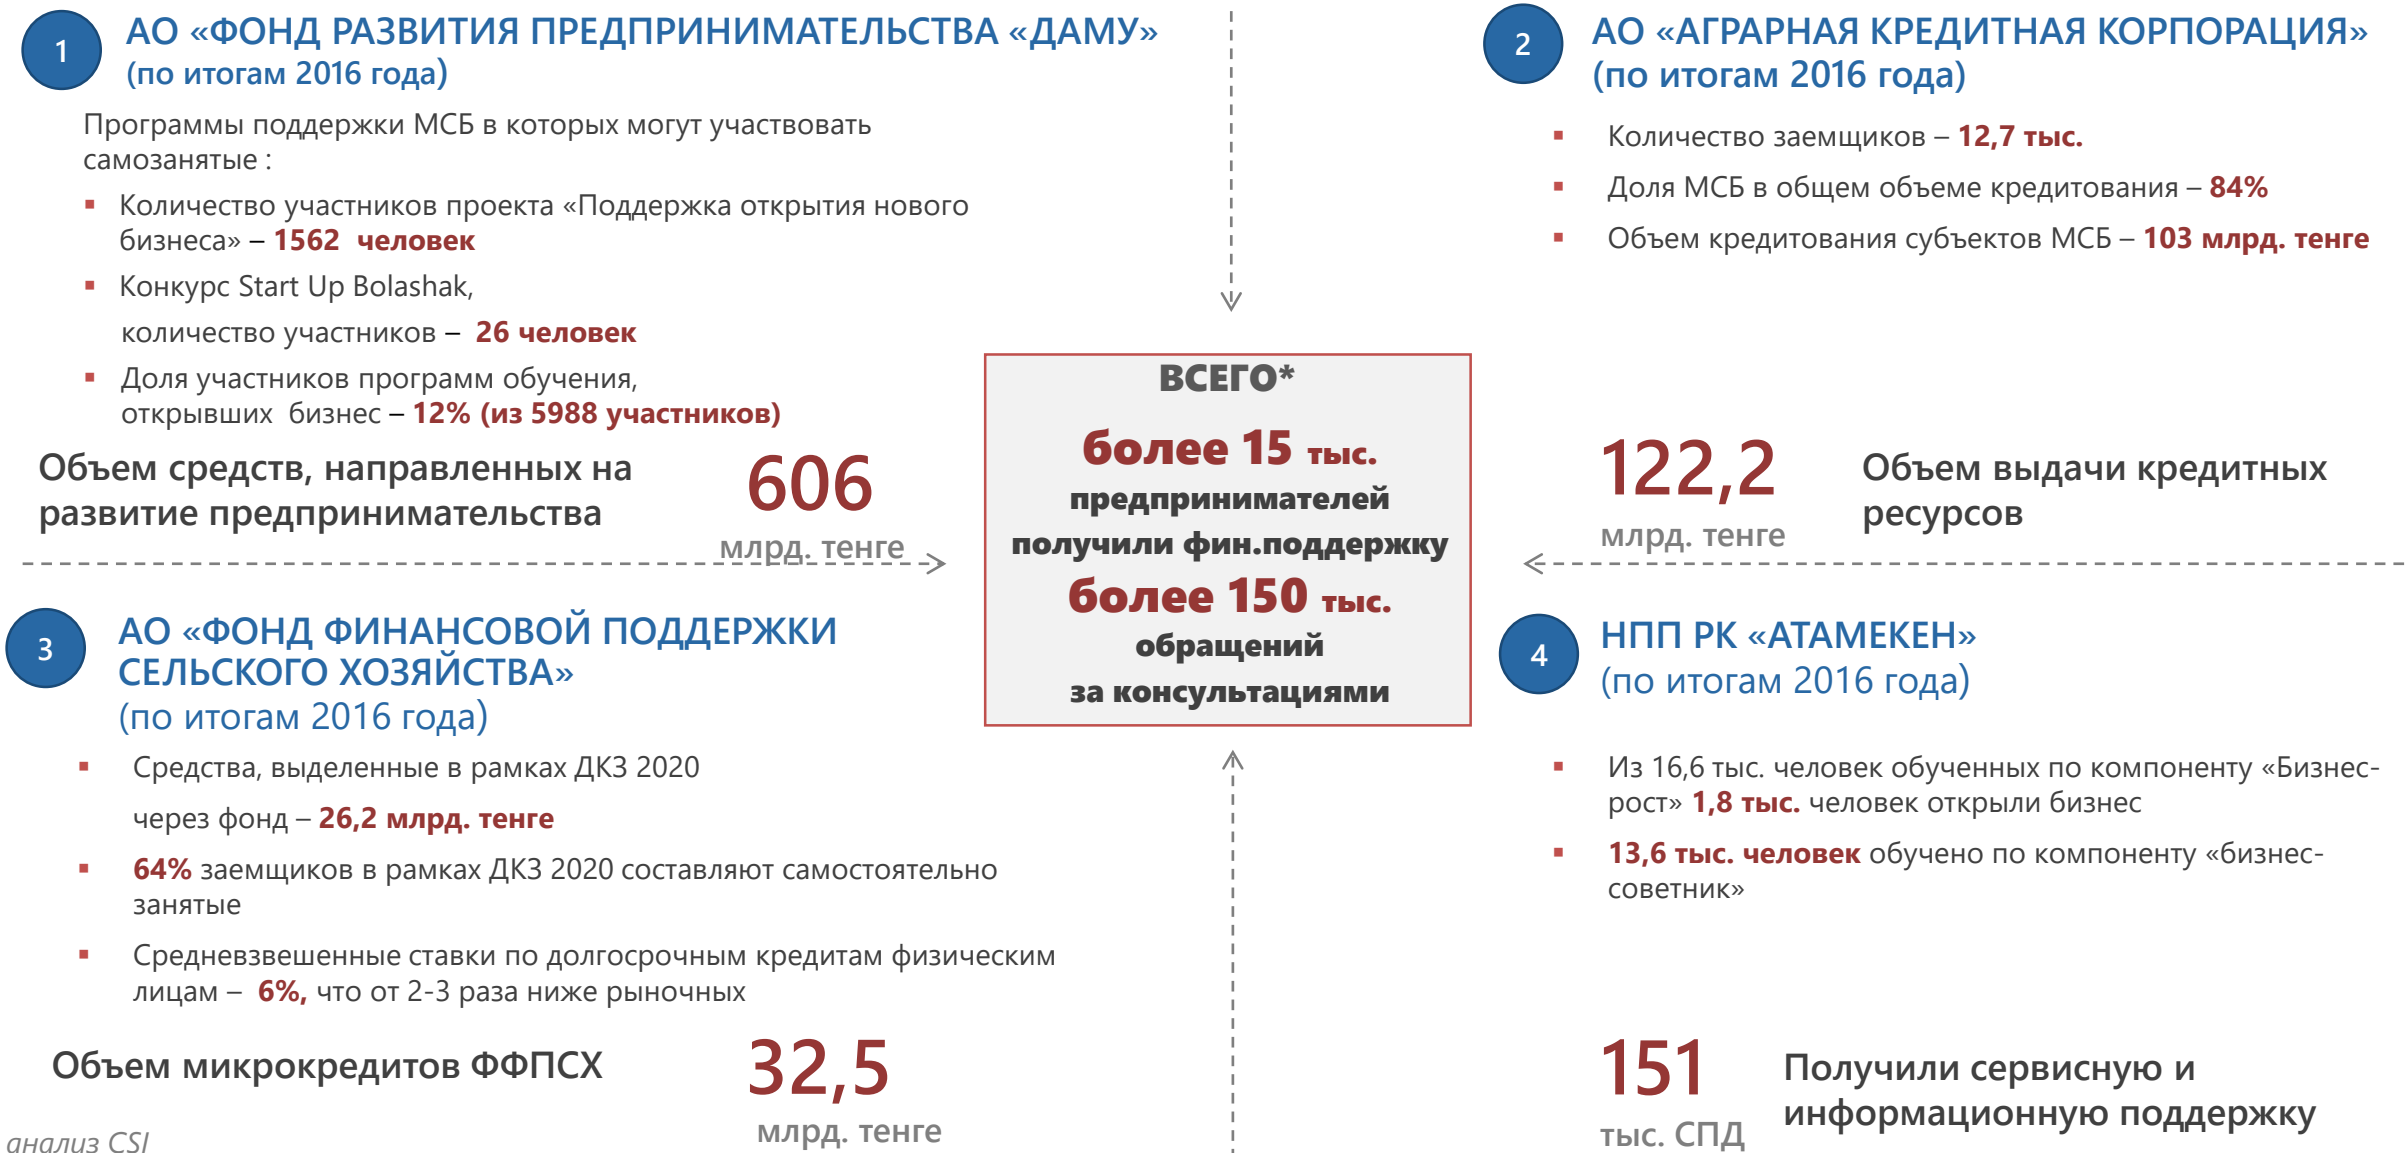 1
АО «ФОНД РАЗВИТИЯ ПРЕДПРИНИМАТЕЛЬСТВА «ДАМУ»
(по итогам 2016 года)
Программы поддержки МСБ в которых могут участвовать
самозанятые :
▪ Количество участников проекта «Поддержка открытия нового
бизнеса» – 1562 человек
▪ Конкурс Start Up Bolashak,
количество участников – 26 человек
▪ Доля участников программ обучения,
открывших бизнес – 12% (из 5988 участников)
Объем средств, направленных на
развитие предпринимательства
606
млрд. тенге
2
АО «АГРАРНАЯ КРЕДИТНАЯ КОРПОРАЦИЯ»
(по итогам 2016 года)
▪ Количество заемщиков – 12,7 тыс.
▪ Доля МСБ в общем объеме кредитования – 84%
▪ Объем кредитования субъектов МСБ – 103 млрд. тенге
122,2
млрд. тенге
Объем выдачи кредитных
ресурсов
ВСЕГО*
более 15 тыс.
предпринимателей
получили фин.поддержку
более 150 тыс.
обращений
за консультациями
3
АО «ФОНД ФИНАНСОВОЙ ПОДДЕРЖКИ
СЕЛЬСКОГО ХОЗЯЙСТВА»
(по итогам 2016 года)
▪ Средства, выделенные в рамках ДКЗ 2020
через фонд – 26,2 млрд. тенге
▪ 64% заемщиков в рамках ДКЗ 2020 составляют самостоятельно
занятые
▪ Средневзвешенные ставки по долгосрочным кредитам физическим
лицам – 6%, что от 2-3 раза ниже рыночных
Объем микрокредитов ФФПСХ
32,5
млрд. тенге
4
НПП РК «АТАМЕКЕН»
(по итогам 2016 года)
▪ Из 16,6 тыс. человек обученных по компоненту «Бизнес-
рост» 1,8 тыс. человек открыли бизнес
▪ 13,6 тыс. человек обучено по компоненту «бизнес-
советник»
151
тыс. СПД
Получили сервисную и
информационную поддержку
анализ CSI